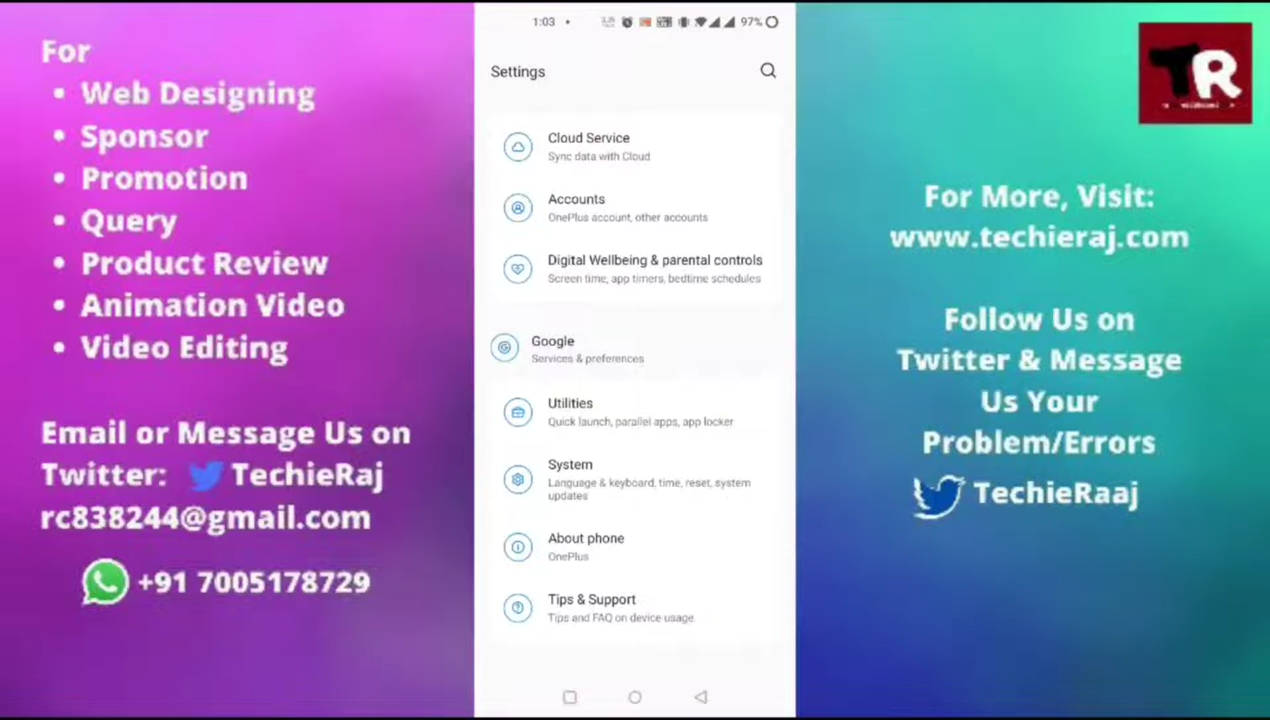 For
• Web Designing
• Sponsor
• Promotion
• Query
• Product Review
• Animation Video
• Video Editing
Email or Message Us on
Twitter: TechieRaj
rc838244@gmail.com
+91 7005178729
1:03
97%
Settings
Cloud Service
Sync data with Cloud
Accounts
OnePlus account, other accounts
Digital Wellbeing & parental controls
Screen time, app timers, bedtime schedules
Google
Services & preferences
Utilities
Quick launch, parallel apps, app locker
System
Language & keyboard, time, reset, system
updates
About phone
OnePlus
Tips & Support
Tips and FAQ on device usage
TR
For More, Visit:
www.techieraj.com
Follow Us on
Twitter & Message
Us Your
Problem/Errors
TechieRaaj